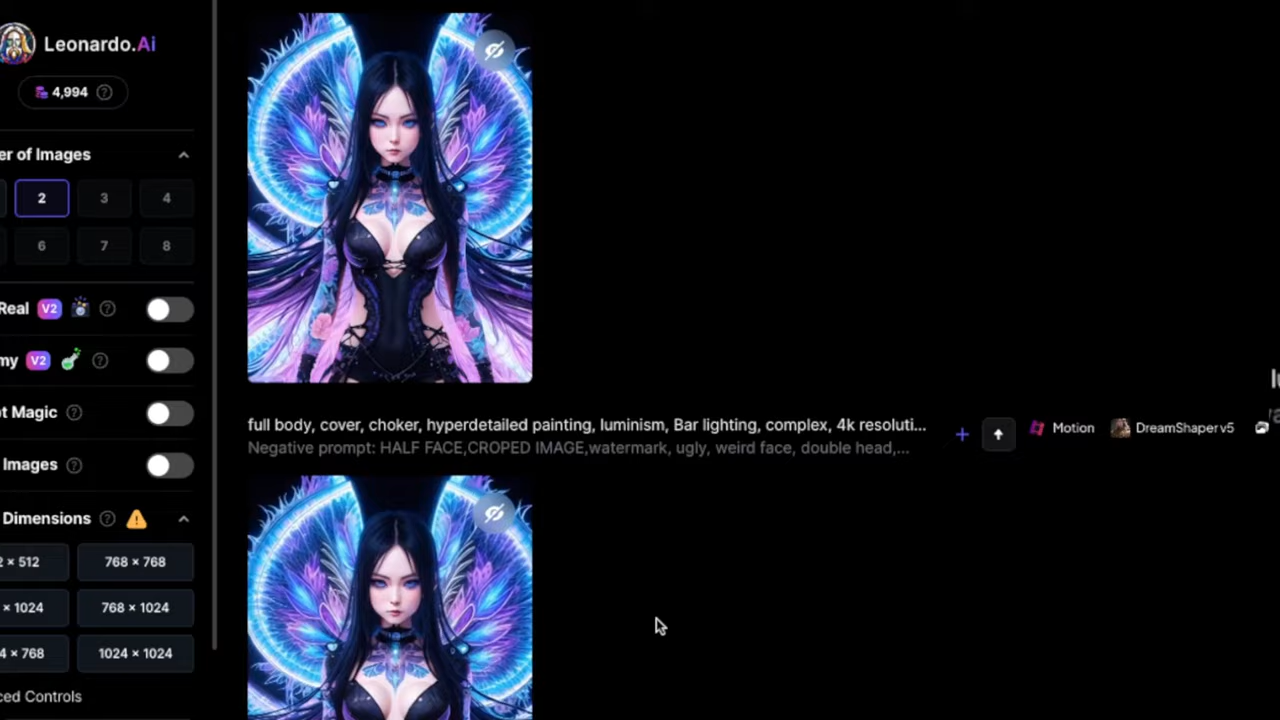 Leonardo.Ai
4,994
er of Images
2
3
4
6
7
8
Real V2
my V2
t Magic
Images
Dimensions
2 × 512
768 × 768
× 1024
768 × 1024
4 × 768
1024 × 1024
ced Controls
full body, cover, choker, hyperdetailed painting, luminism, Bar lighting, complex, 4k resoluti...
Negative prompt: HALF FACE,CROPED IMAGE,watermark, ugly, weird face, double head,...
Motion
DreamShaper v5